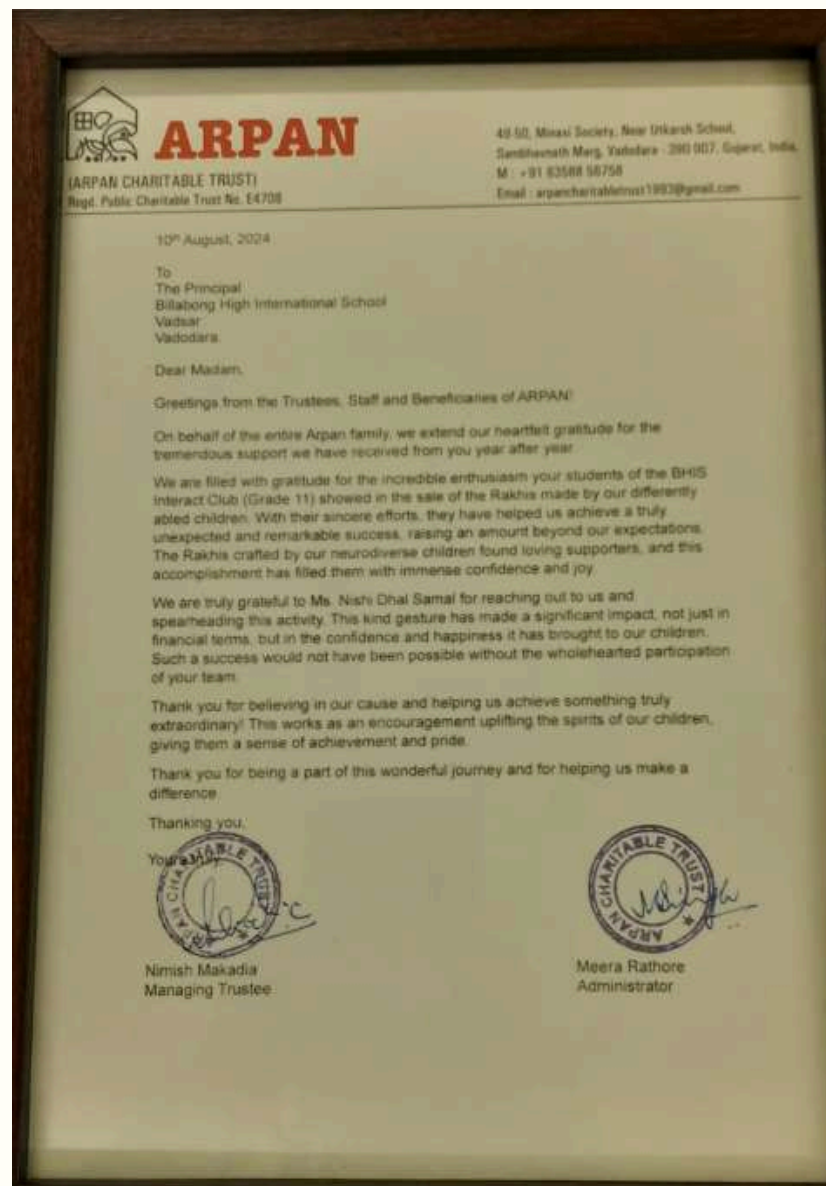 ARPAN
(ARPAN CHARITABLE TRUST)
Regd. Public Charitable Trust No. E4708
49-50, Minaxi Society, Near Utkarsh School,
Sambhavnath Marg, Vadodara - 390 007. Gujarat, India,
M : +91 63588 56758
Email : arpancharitabletrust1993@gmail.com
10th August, 2024
To
The Principal
Billabong High International School
Vadsar
Vadodara.
Dear Madam,
Greetings from the Trustees, Staff and Beneficiaries of ARPAN!
On behalf of the entire Arpan family, we extend our heartfelt gratitude for the
tremendous support we have received from you year after year.
We are filled with gratitude for the incredible enthusiasm your students of the BHIS
Interact Club (Grade 11) showed in the sale of the Rakhis made by our differently
abled children. With their sincere efforts, they have helped us achieve a truly
unexpected and remarkable success, raising an amount beyond our expectations.
The Rakhis crafted by our neurodiverse children found loving supporters, and this
accomplishment has filled them with immense confidence and joy.
We are truly grateful to Ms. Nishi Dhal Samal for reaching out to us and
spearheading this activity. This kind gesture has made a significant impact, not just in
financial terms, but in the confidence and happiness it has brought to our children.
Such a success would not have been possible without the wholehearted participation
of your team.
Thank you for believing in our cause and helping us achieve something truly
extraordinary! This works as an encouragement uplifting the spirits of our children,
giving them a sense of achievement and pride.
Thank you for being a part of this wonderful journey and for helping us make a
difference.
Thanking you,
Yours
ARPAN CHARITABLE TRUST
ARPAN CHARITABLE TRUST
Nimish Makadia
Managing Trustee
Meera Rathore
Administrator